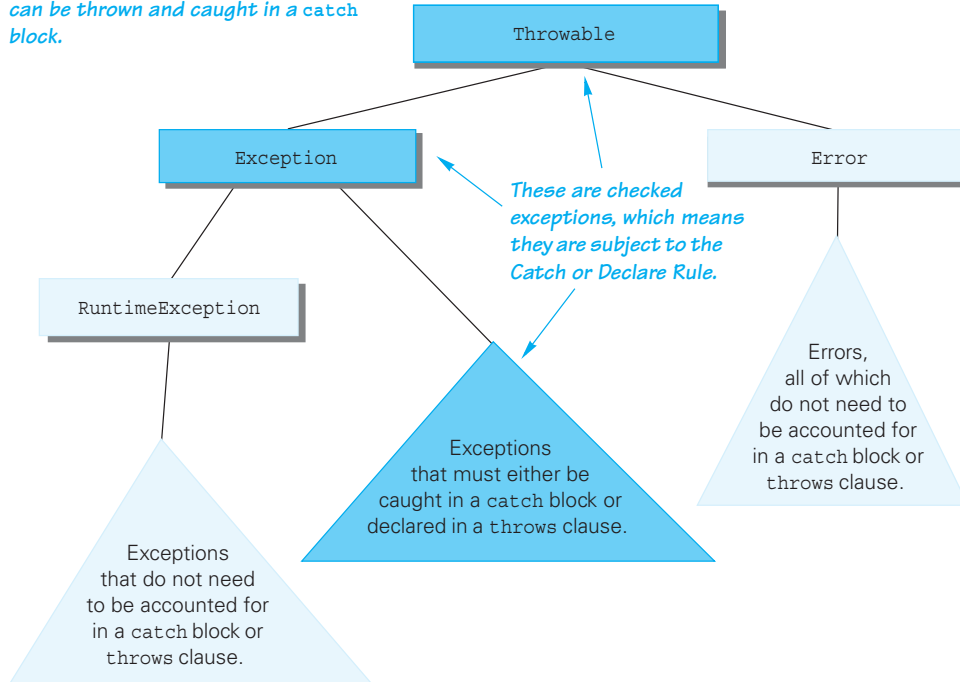 can be thrown and caught in a catch
block.
Throwable
Exception
Error
These are checked
exceptions, which means
they are subject to the
Catch or Declare Rule.
RuntimeException
Errors,
all of which
do not need to
be accounted for
in a catch block or
throws clause.
Exceptions
that must either be
caught in a catch block or
declared in a throws clause.
Exceptions
that do not need
to be accounted for
in a catch block or
throws clause.